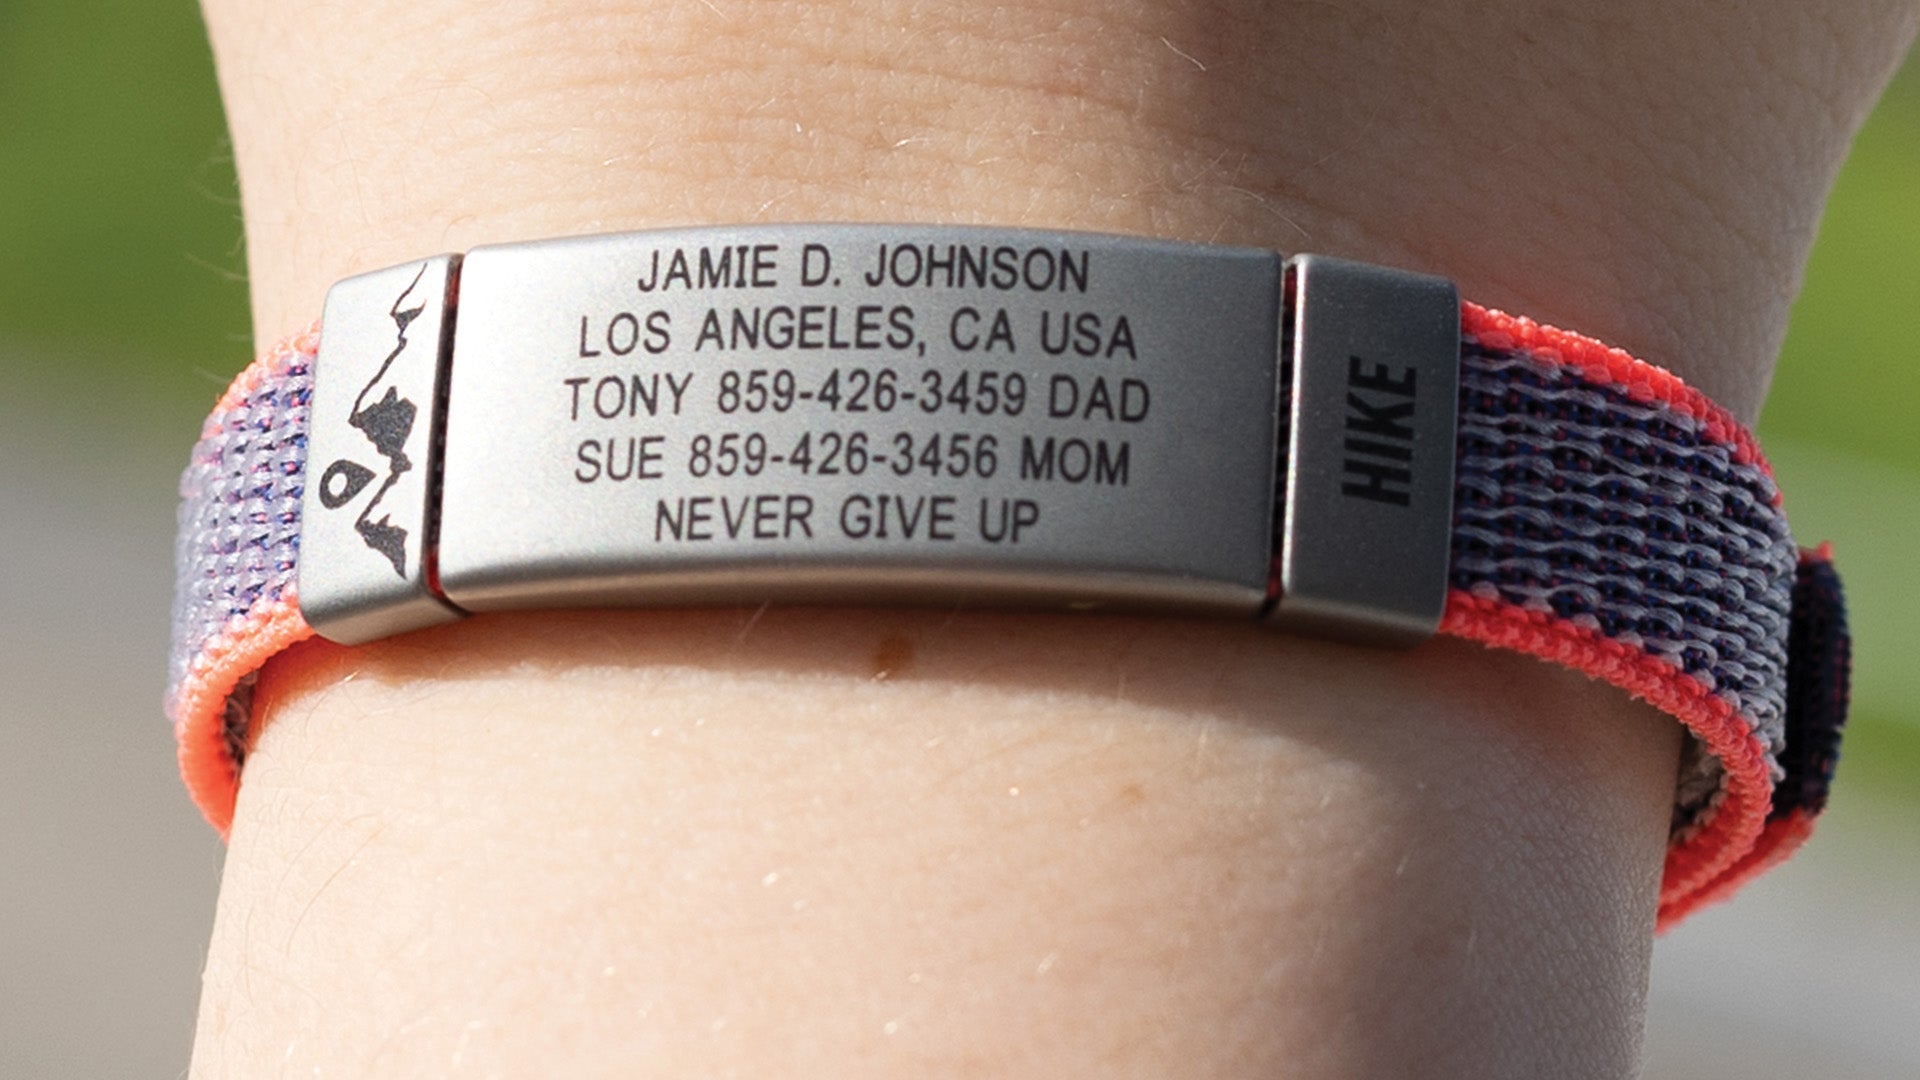 JAMIE D. JOHNSON
LOS ANGELES, CA USA
TONY 859-426-3459 DAD
SUE 859-426-3456 MOM
NEVER GIVE UP
HIKE